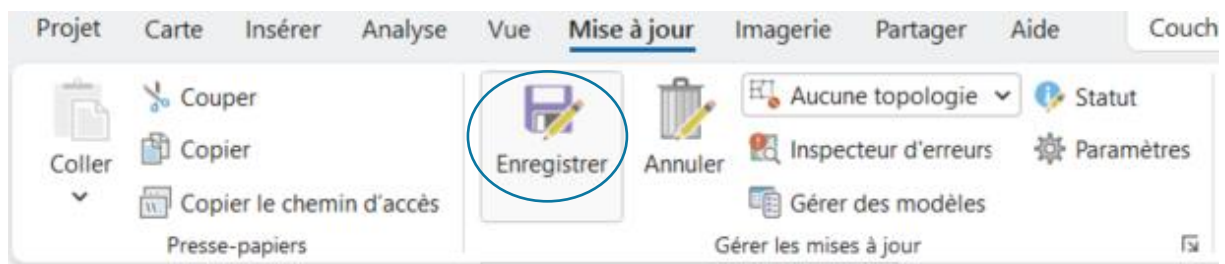 Projet Carte Insérer Analyse Vue Mise à jour Imagerie Partager Aide Couch
Couper
Copier
Copier le chemin d'accès
Coller
Presse-papiers
Enregistrer
Annuler
Aucune topologie
Inspecteur d'erreurs
Gérer des modèles
Statut
Paramètres
Gérer les mises à jour